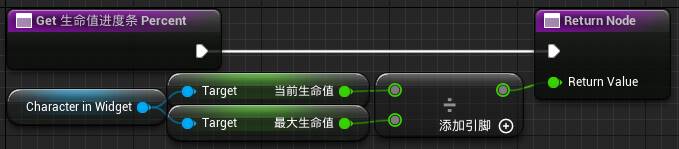 Get 生命值进度条 Percent
Return Node
Return Value
Character in Widget
Target 当前生命值
Target 最大生命值
÷
添加引脚